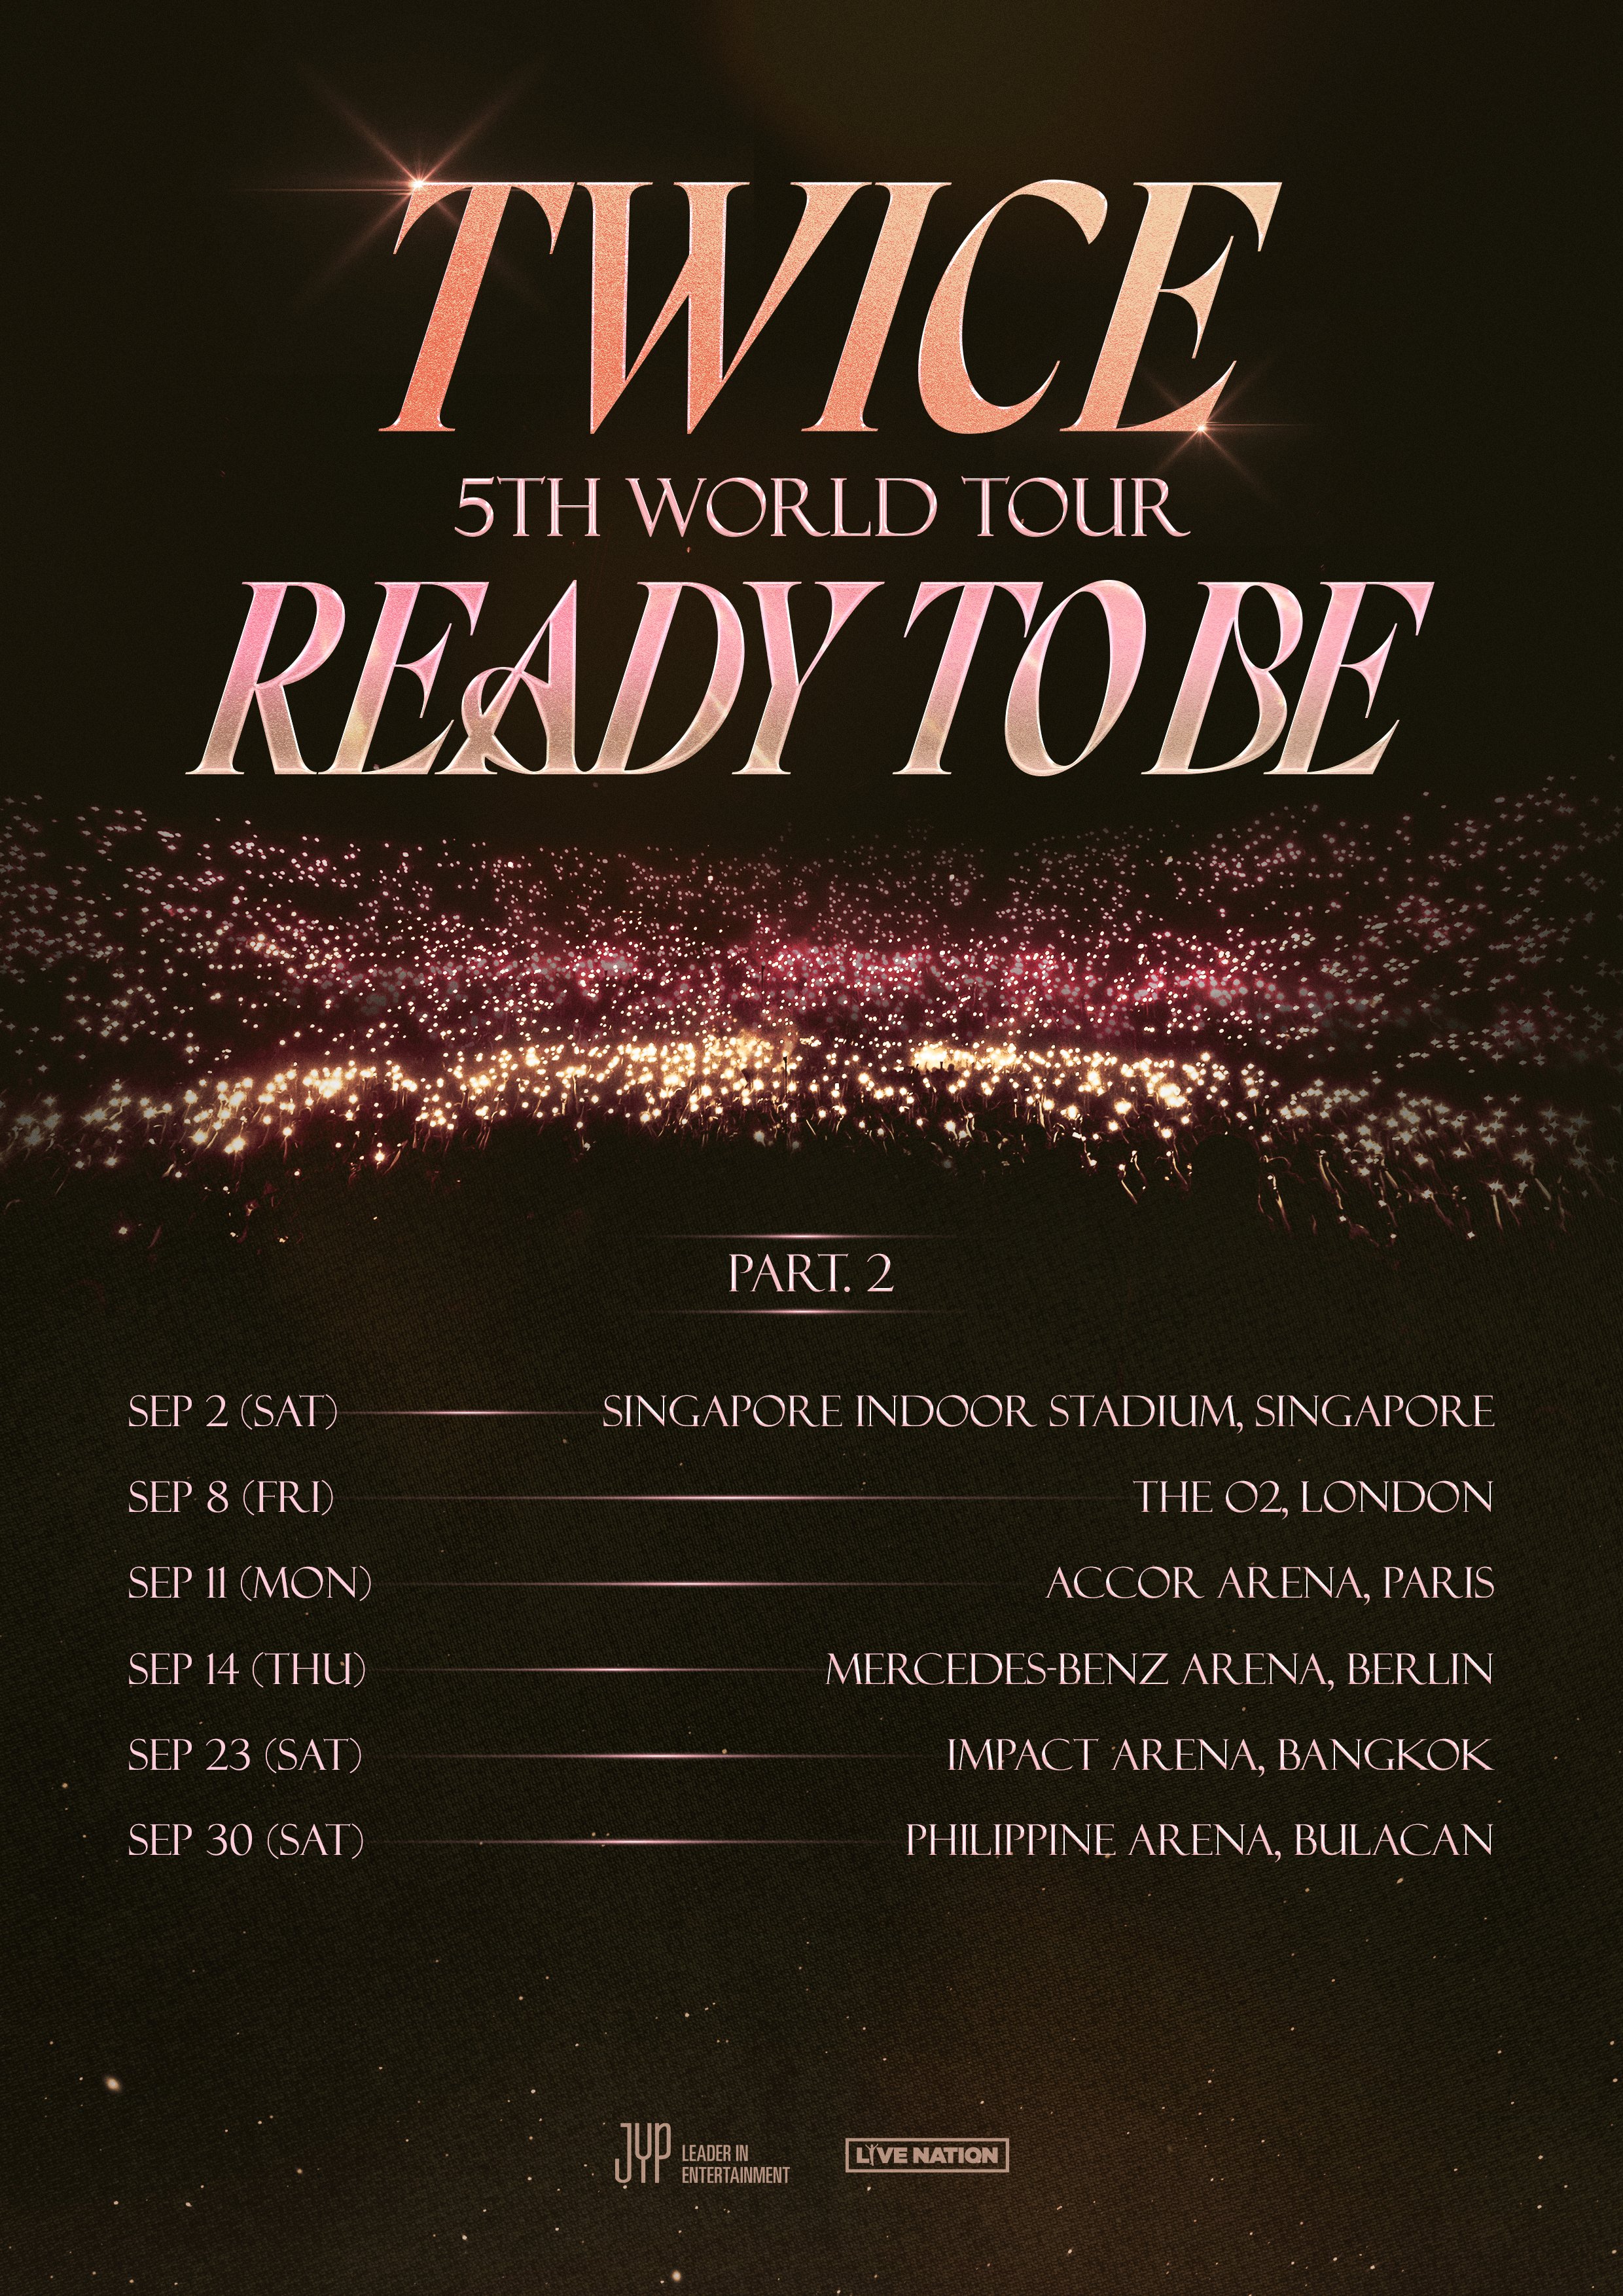 TWICE
5TH WORLD TOUR
READY TO BE
PART. 2
SEP 2 (SAT) SINGAPORE INDOOR STADIUM, SINGAPORE
SEP 8 (FRI) THE O2, LONDON
SEP 11 (MON) ACCOR ARENA, PARIS
SEP 14 (THU) MERCEDES-BENZ ARENA, BERLIN
SEP 23 (SAT) IMPACT ARENA, BANGKOK
SEP 30 (SAT) PHILIPPINE ARENA, BULACAN
JYP LEADER IN
ENTERTAINMENT
LIVE NATION